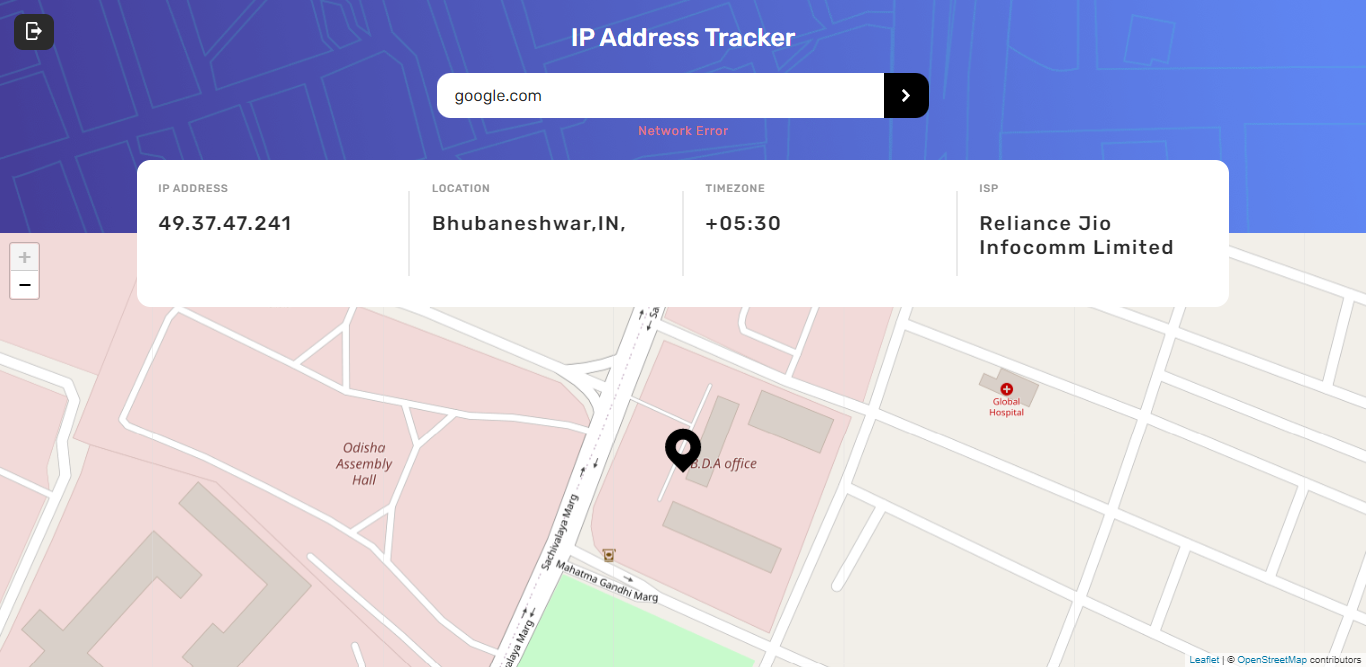 IP Address Tracker
google.com
Network Error
IP ADDRESS
49.37.47.241
LOCATION
Bhubaneshwar,IN,
TIMEZONE
+05:30
ISP
Reliance Jio
Infocomm Limited
+
−
Global
Hospital
Odisha
Assembly
Hall
B.D.A office
Sachivalaya Marg
Mahatma Gandhi Marg
Leaflet | © OpenStreetMap contributors